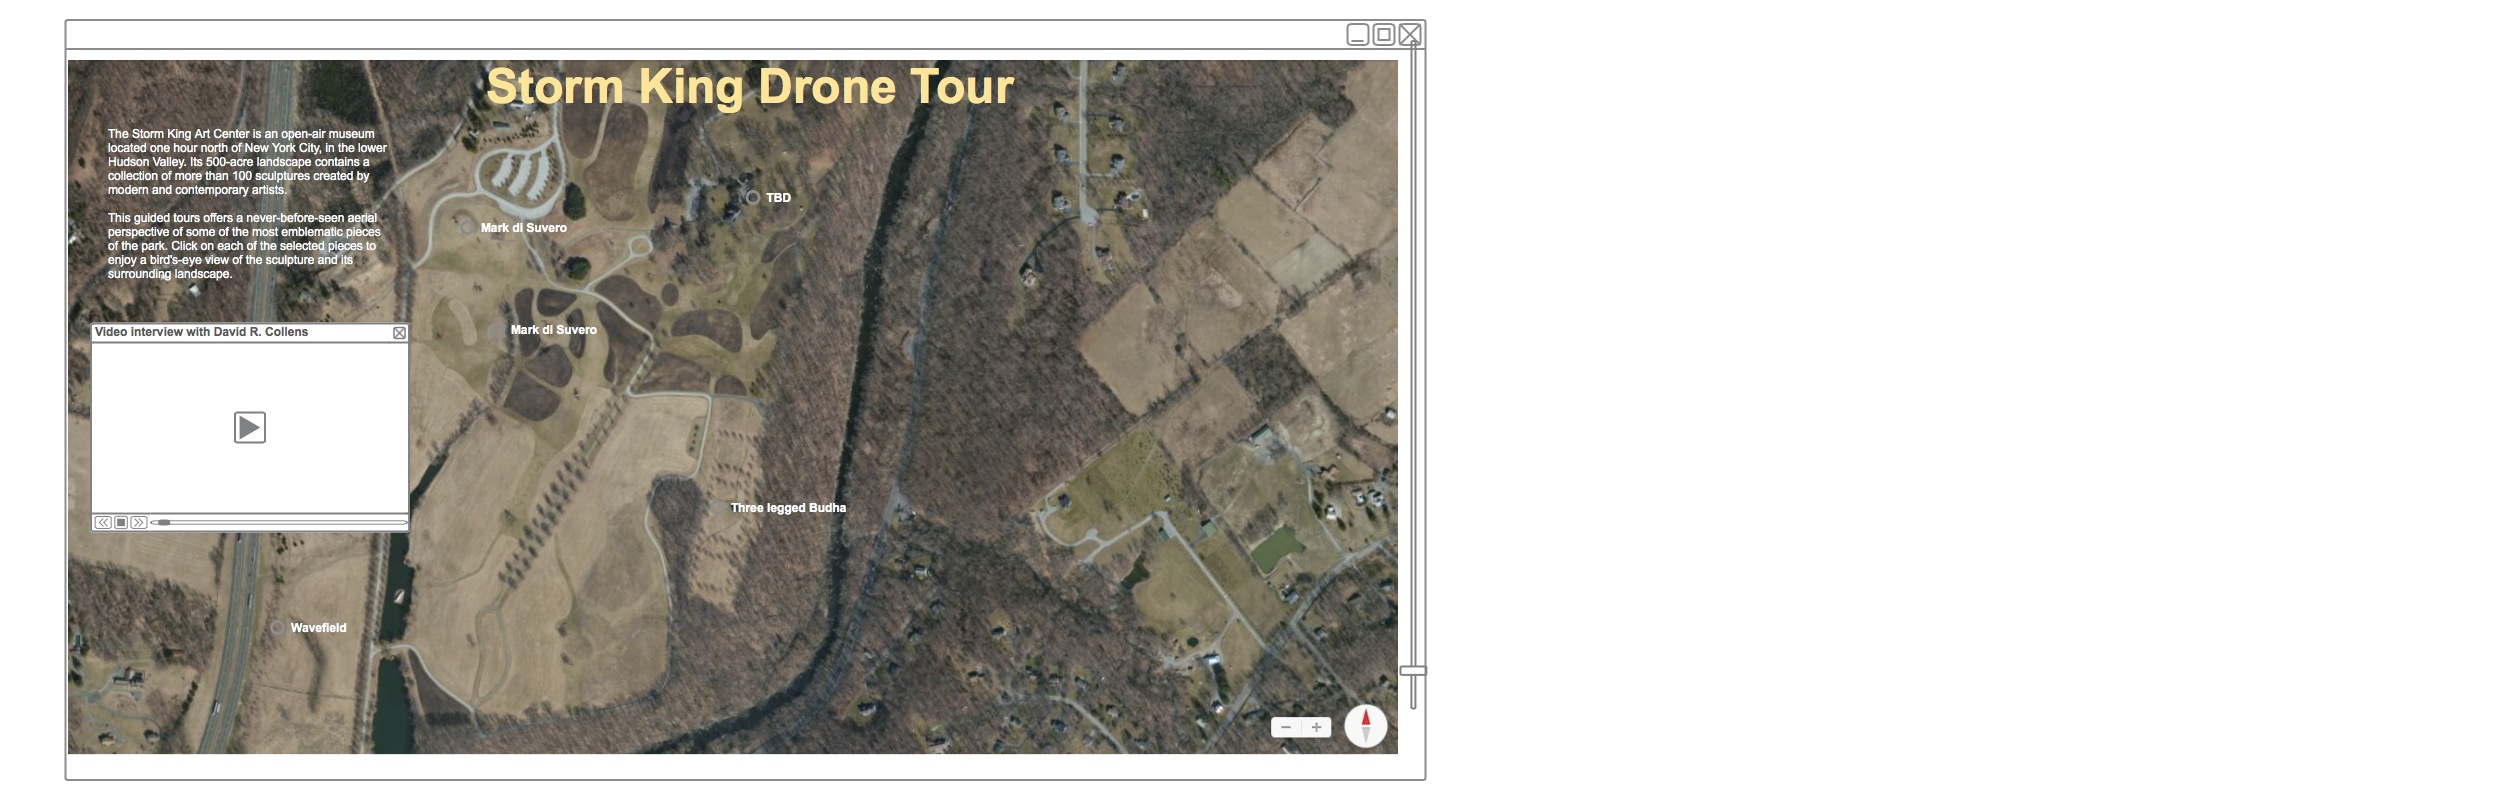 Storm King Drone Tour
The Storm King Art Center is an open-air museum
located one hour north of New York City, in the lower
Hudson Valley. Its 500-acre landscape contains a
collection of more than 100 sculptures created by
modern and contemporary artists.
This guided tours offers a never-before-seen aerial
perspective of some of the most emblematic pieces
of the park. Click on each of the selected pieces to
enjoy a bird's-eye view of the sculpture and its
surrounding landscape.
TBD
Mark di Suvero
Mark di Suvero
Video interview with David R. Collens
Three legged Budha
Wavefield